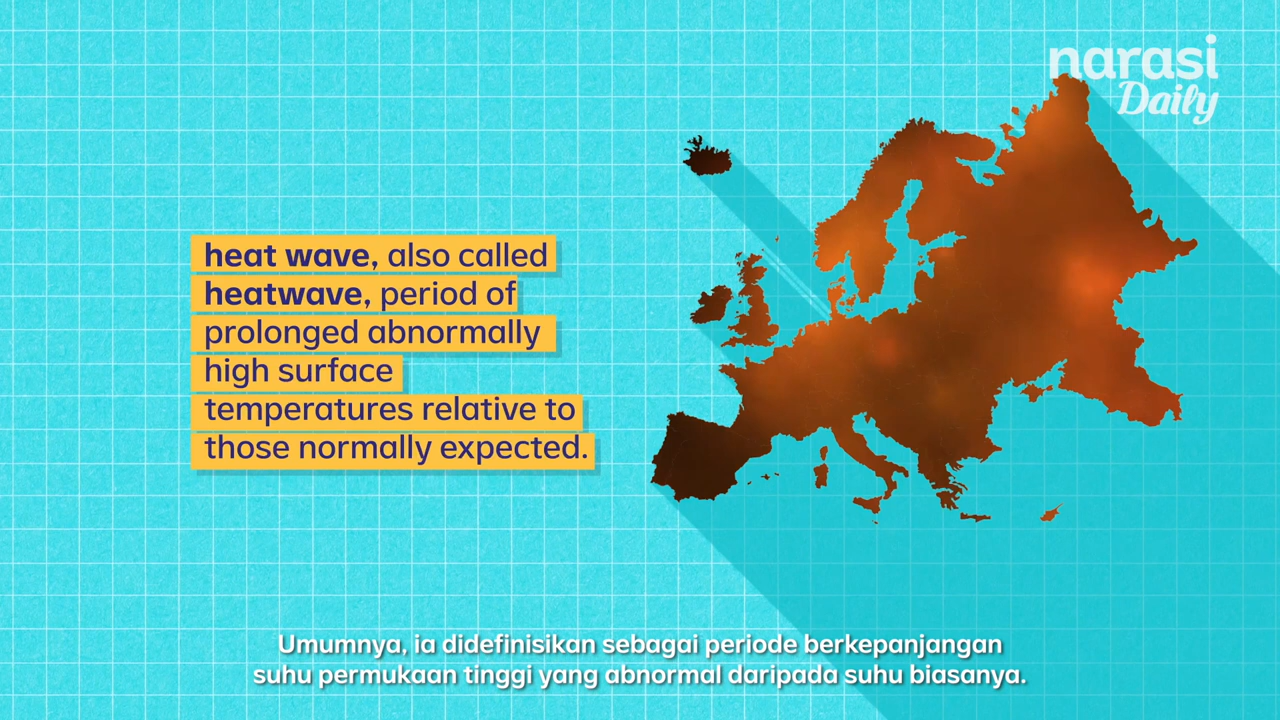 narasi
Daily
heat wave, also called
heatwave, period of
prolonged abnormally
high surface
temperatures relative to
those normally expected.
Umumnya, ia didefinisikan sebagai periode berkepanjangan
suhu permukaan tinggi yang abnormal daripada suhu biasanya.